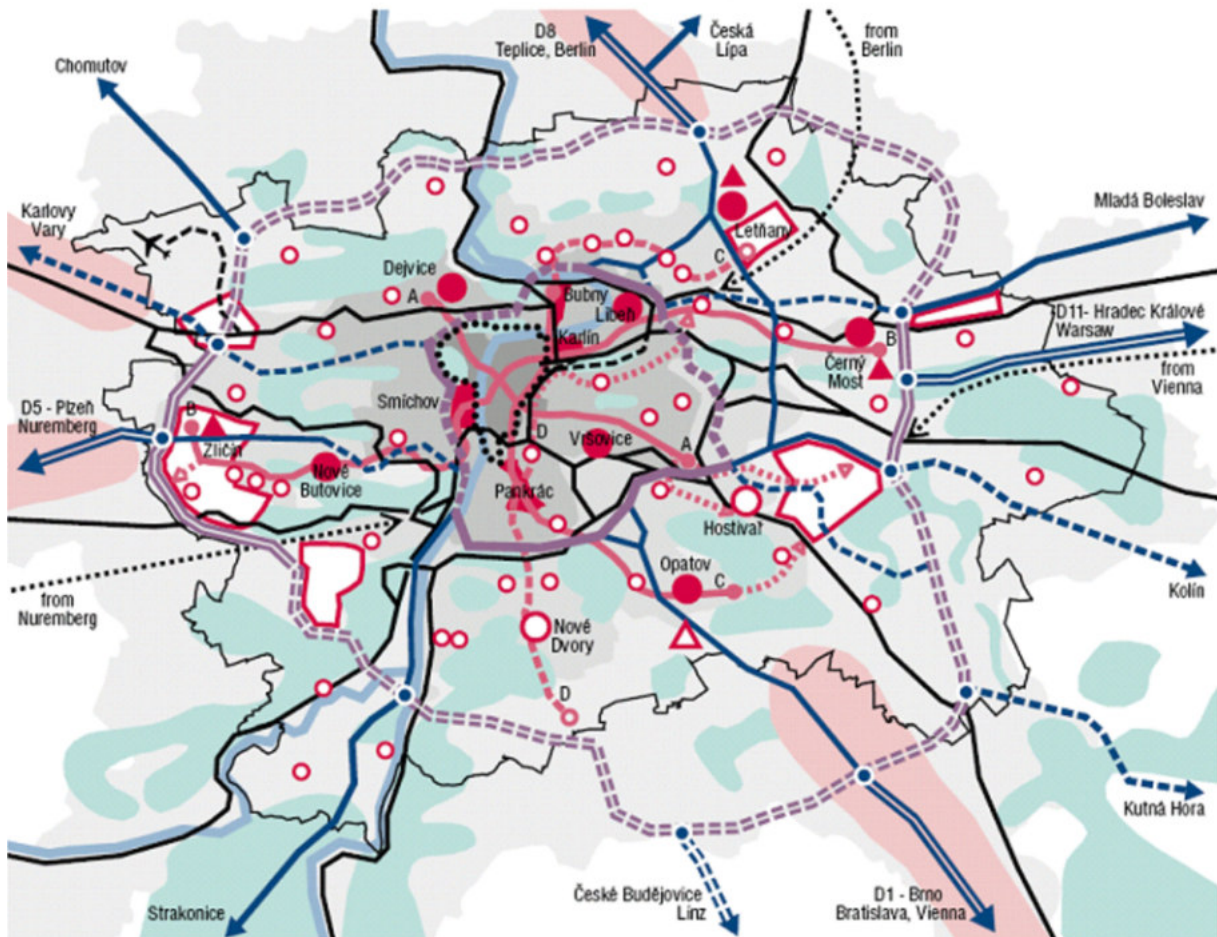 D8
Teplice, Berlin
Česká
Lípa
from
Berlin
Chomutov
Karlovy
Vary
Mladá Boleslav
Letňany
C
Dejvice
A
Bubny
Libeň
Karlín
D11- Hradec Králové
Warsaw
B
Černý
Most
from
Vienna
Smíchov
D5 - Plzeň
Nuremberg
B
Zličín
D
Vršovice
A
Nové
Butovice
Pankrác
Hostivař
Opatov
C
Kolín
from
Nuremberg
Nové
Dvory
D
Kutná Hora
Strakonice
České Budějovice
Linz
D1 - Brno
Bratislava, Vienna